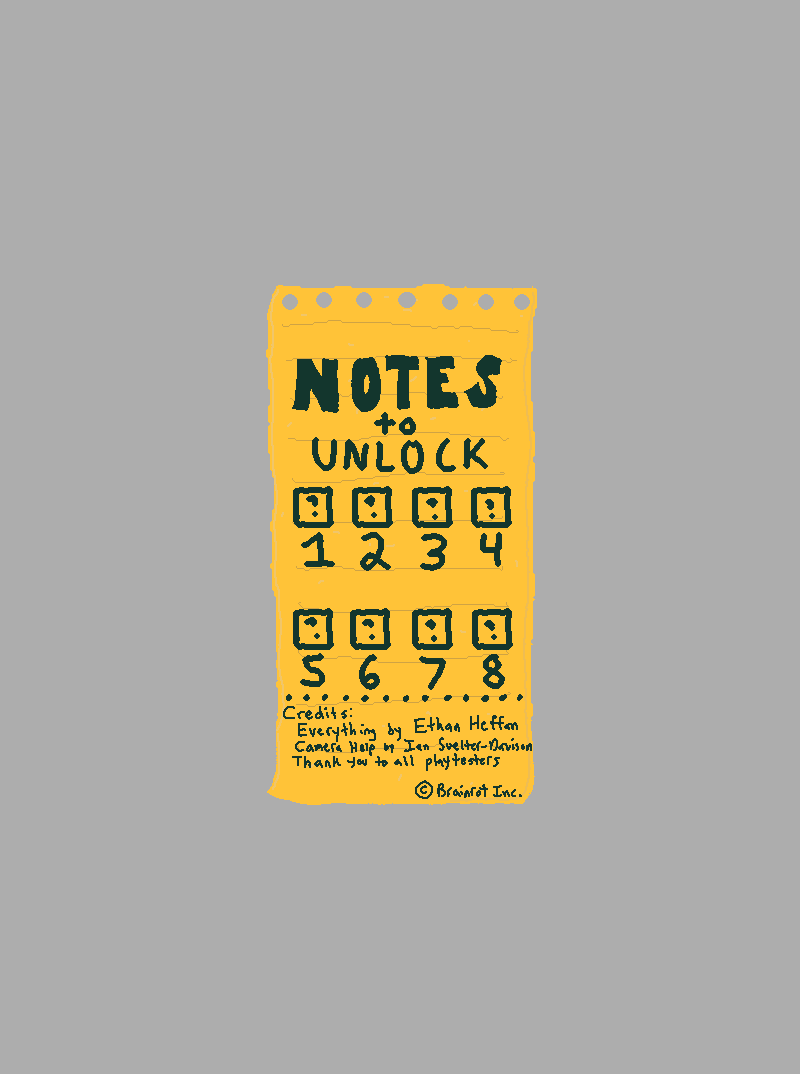 NOTES
to
UNLOCK
? ? ? ?
1 2 3 4
? ? ? ?
5 6 7 8
Credits:
Everything by Ethan Heffan
Camera Help by Ian Suelter-Davison
Thank you to all playtesters
© Brainrot Inc.